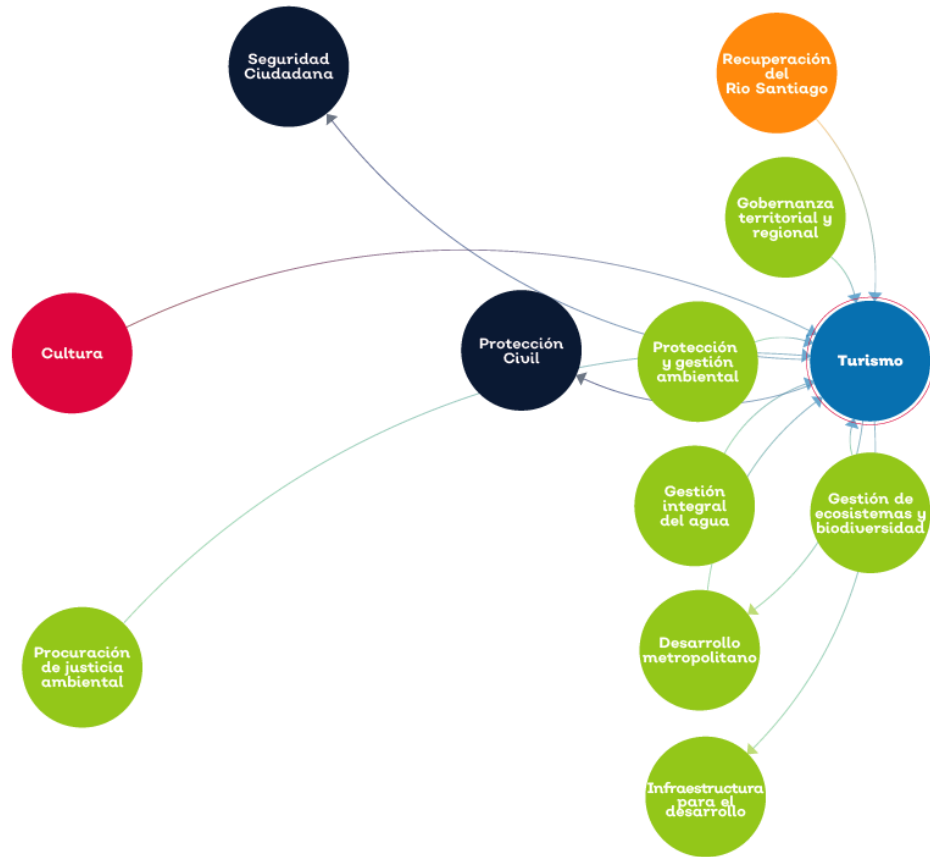 Seguridad
Ciudadana
Recuperación
del
Rio Santiago
Gobernanza
territorial y
regional
Cultura
Protección
Civil
Protección
y gestión
ambiental
Turismo
Gestión
integral
del agua
Gestión de
ecosistemas y
biodiversidad
Procuración
de justicia
ambiental
Desarrollo
metropolitano
Infraestructura
para el
desarrollo